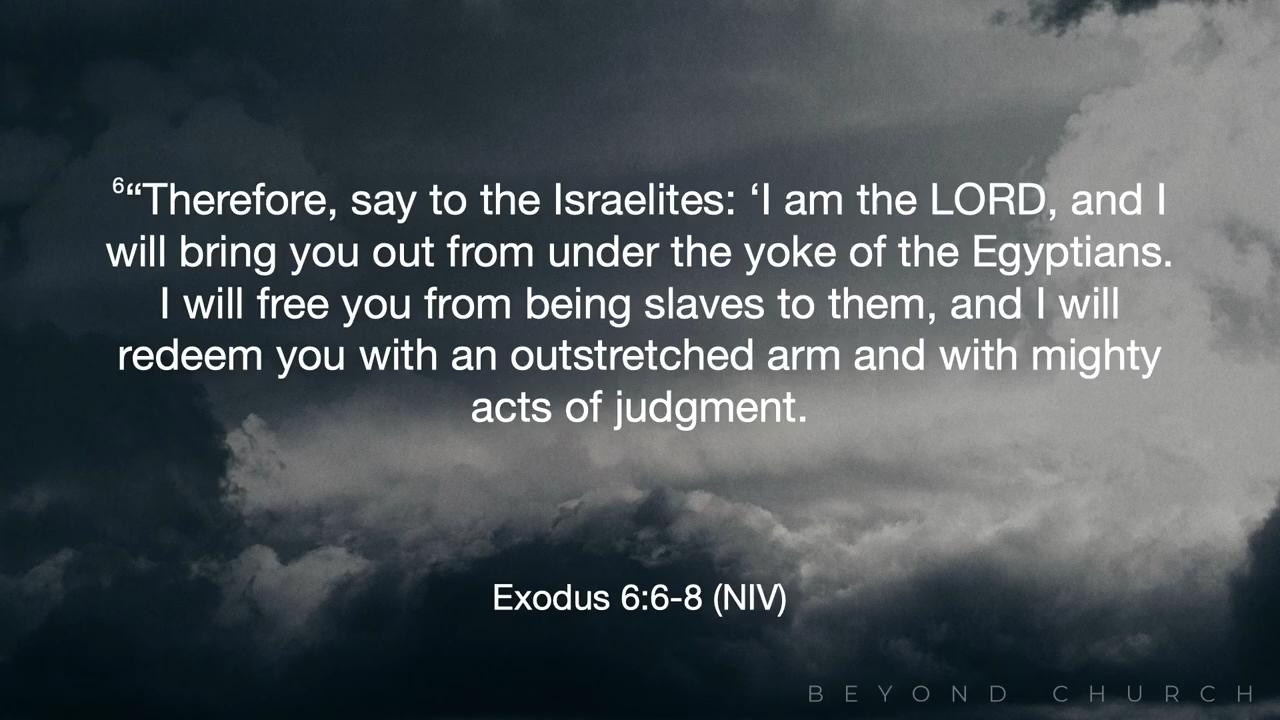 ⁶“Therefore, say to the Israelites: ‘I am the LORD, and I
will bring you out from under the yoke of the Egyptians.
I will free you from being slaves to them, and I will
redeem you with an outstretched arm and with mighty
acts of judgment.
Exodus 6:6-8 (NIV)
BEYOND CHURCH